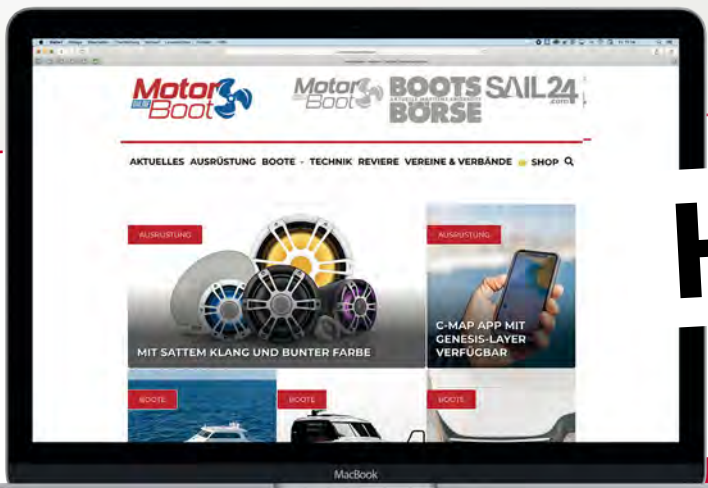 Motor
Boot
Motor
Boot
BOOTS
BÖRSE
SAIL24
.com
AKTUELLES AUSRÜSTUNG BOOTE TECHNIK REVIERE VEREINE & VERBÄNDE SHOP
AUSRÜSTUNG
MIT SATTEM KLANG UND BUNTER FARBE
AUSRÜSTUNG
C-MAP APP MIT
GENESIS-LAYER
VERFÜGBAR
BOOTE
BOOTE
BOOTE
MacBook